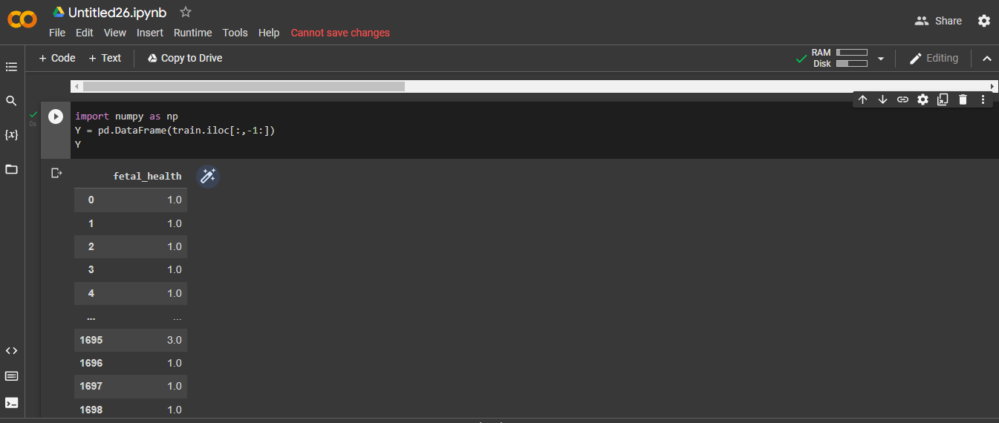 Untitled26.ipynb
File Edit View Insert Runtime Tools Help Cannot save changes
Share
+ Code + Text Copy to Drive
RAM
Disk
Editing
{x}
0s
import numpy as np
Y = pd.DataFrame(train.iloc[:,-1:])
Y
fetal_health
0 1.0
1 1.0
2 1.0
3 1.0
4 1.0
... ...
1695 3.0
1696 1.0
1697 1.0
1698 1.0